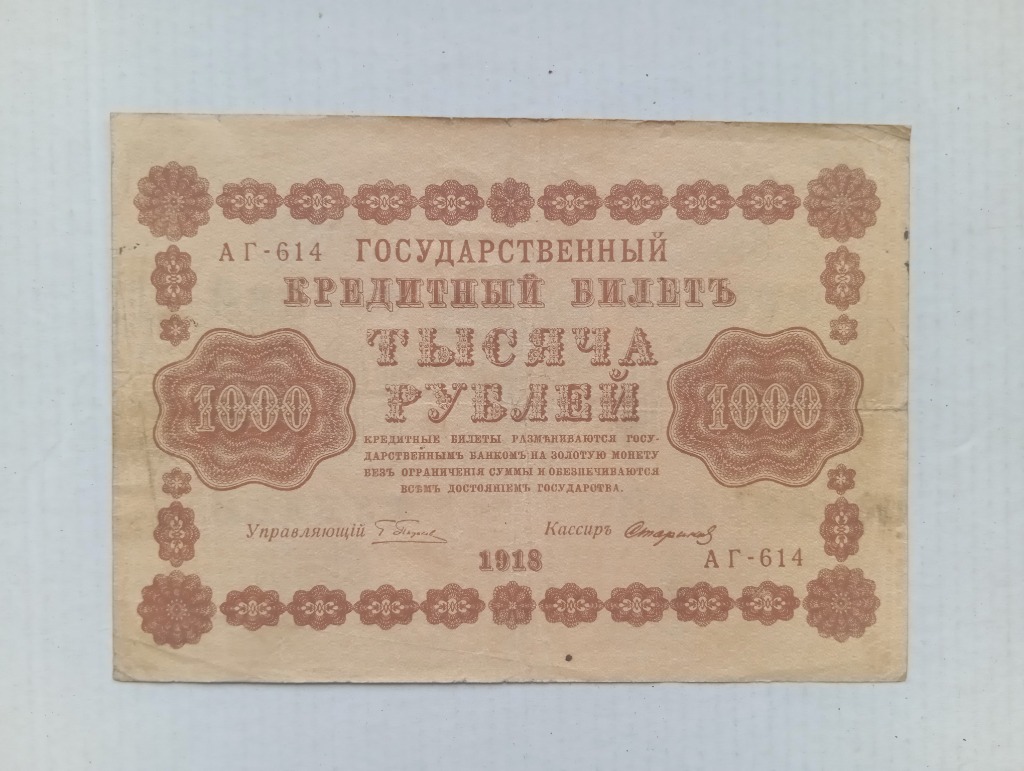 АГ-614 ГОСУДАРСТВЕННЫЙ
КРЕДИТНЫЙ БИЛЕТЪ
ТЫСЯЧА
РУБЛЕЙ
1000 1000
КРЕДИТНЫЕ БИЛЕТЫ РАЗМѢНИВАЮТСЯ ГОСУ-
ДАРСТВЕННЫМЪ БАНКОМЪ НА ЗОЛОТУЮ МОНЕТУ
БЕЗЪ ОГРАНИЧЕНІЯ СУММЫ И ОБЕЗПЕЧИВАЮТСЯ
ВСѢМЪ ДОСТОЯНІЕМЪ ГОСУДАРСТВА.
Управляющій Кассиръ
1918 АГ-614